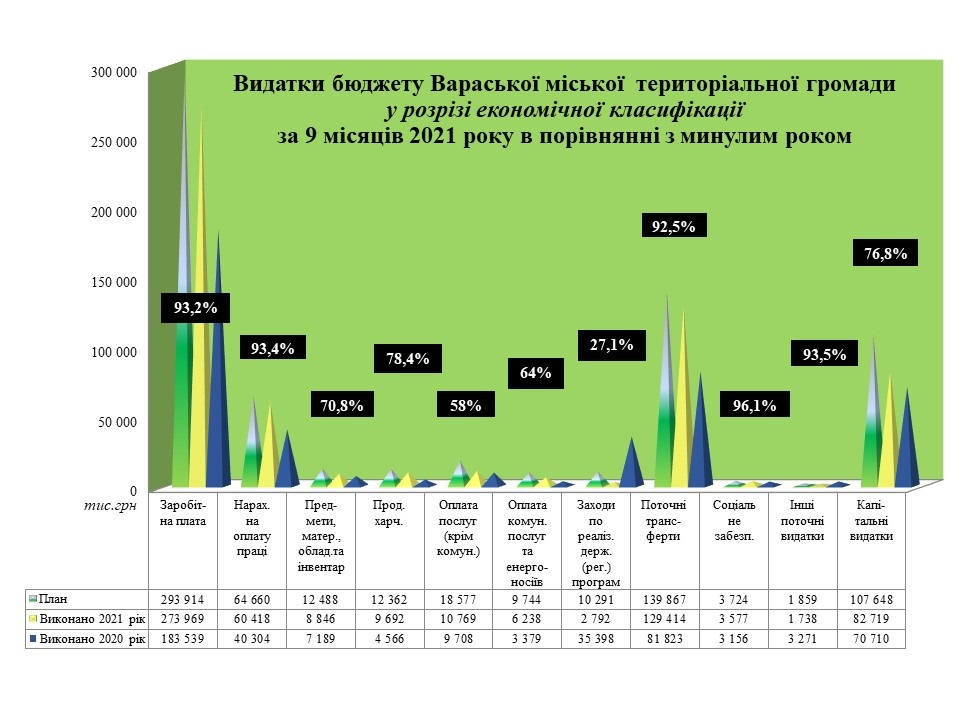 Видатки бюджету Вараської міської територіальної громади
у розрізі економічної класифікації
за 9 місяців 2021 року в порівнянні з минулим роком
300 000
250 000
200 000
150 000
100 000
50 000
0
тис.грн
93,2%
93,4%
70,8%
78,4%
58%
64%
27,1%
92,5%
96,1%
93,5%
76,8%
Заробіт-
на плата
Нарах.
на
оплату
праці
Пред-
мети,
матер.,
облад.та
інвентар
Прод.
харч.
Оплата
послуг
(крім
комун.)
Оплата
комун.
послуг
та
енерго-
носіїв
Заходи
по
реаліз.
держ.
(рег.)
програм
Поточні
транс-
ферти
Соціаль
не
забезп.
Інші
поточні
видатки
Капі-
тальні
видатки
План 293 914 64 660 12 488 12 362 18 577 9 744 10 291 139 867 3 724 1 859 107 648
Виконано 2021 рік 273 969 60 418 8 846 9 692 10 769 6 238 2 792 129 414 3 577 1 738 82 719
Виконано 2020 рік 183 539 40 304 7 189 4 566 9 708 3 379 35 398 81 823 3 156 3 271 70 710